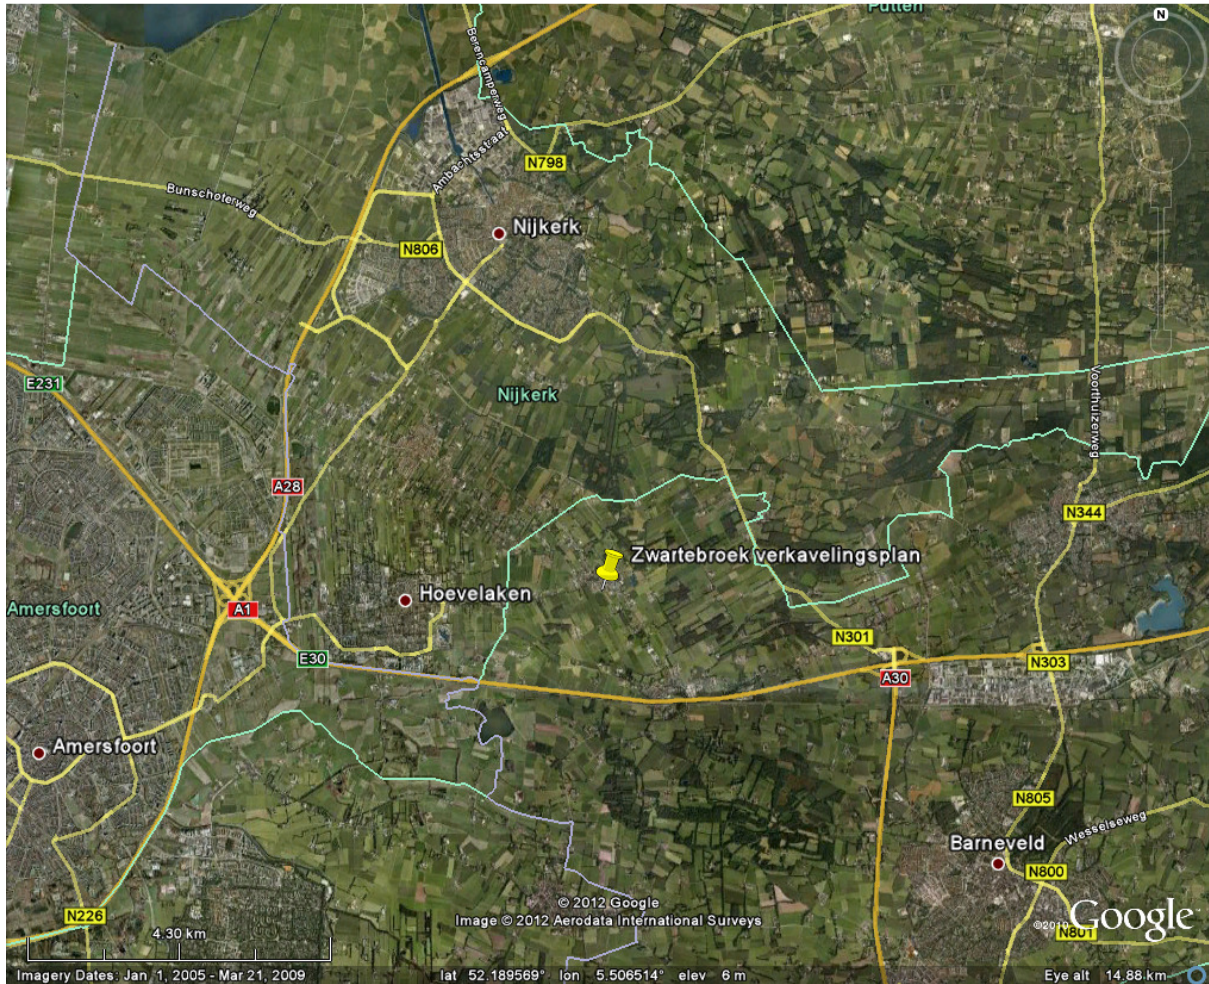 Putten
N
Berencamperweg
Ambachtsstraat
N798
Bunschoterweg
Nijkerk
N806
E231
Nijkerk
Voorthuizerweg
A28
N344
Zwartebroek verkavelingsplan
Hoevelaken
Amersfoort
A1
N301
E30
N303
A30
Amersfoort
N805
Wesselseweg
Barneveld
N800
© 2012 Google
Image © 2012 Aerodata International Surveys
N226
Google
N801
4.30 km
Imagery Dates: Jan 1, 2005 - Mar 21, 2009
lat 52.189569° lon 5.506514° elev 6 m
Eye alt 14.88 km